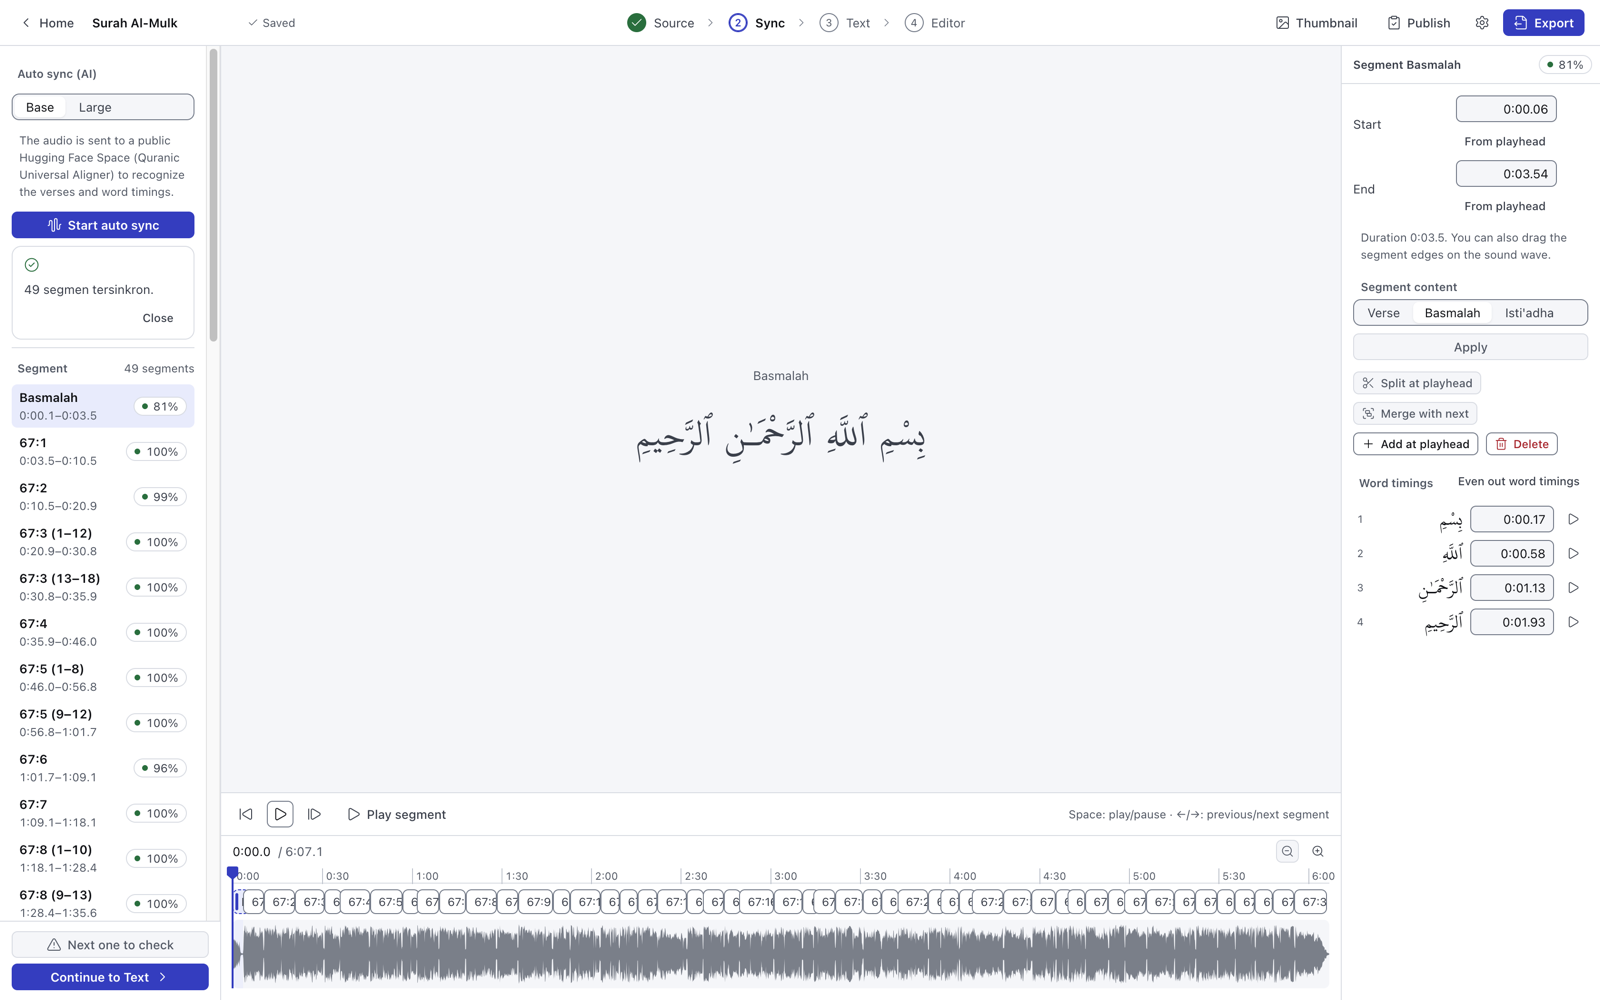 Home
Surah Al-Mulk
Saved
Source
2 Sync
3 Text
4 Editor
Thumbnail
Publish
Export
Auto sync (AI)
Base Large
The audio is sent to a public
Hugging Face Space (Quranic
Universal Aligner) to recognize
the verses and word timings.
Start auto sync
49 segmen tersinkron.
Close
Segment 49 segments
Basmalah
0:00.1–0:03.5
81%
67:1
0:03.5–0:10.5
100%
67:2
0:10.5–0:20.9
99%
67:3 (1–12)
0:20.9–0:30.8
100%
67:3 (13–18)
0:30.8–0:35.9
100%
67:4
0:35.9–0:46.0
100%
67:5 (1–8)
0:46.0–0:56.8
100%
67:5 (9–12)
0:56.8–1:01.7
100%
67:6
1:01.7–1:09.1
96%
67:7
1:09.1–1:18.1
100%
67:8 (1–10)
1:18.1–1:28.4
100%
67:8 (9–13)
1:28.4–1:35.6
100%
Next one to check
Continue to Text
Basmalah
بِسْمِ ٱللَّهِ ٱلرَّحْمَـٰنِ ٱلرَّحِيمِ
Play segment
Space: play/pause · ←/→: previous/next segment
0:00.0 / 6:07.1
0:00 0:30 1:00 1:30 2:00 2:30 3:00 3:30 4:00 4:30 5:00 5:30 6:00
Segment Basmalah
81%
Start
0:00.06
From playhead
End
0:03.54
From playhead
Duration 0:03.5. You can also drag the
segment edges on the sound wave.
Segment content
Verse Basmalah Isti'adha
Apply
Split at playhead
Merge with next
Add at playhead
Delete
Word timings
Even out word timings
1 بِسْمِ 0:00.17
2 ٱللَّهِ 0:00.58
3 ٱلرَّحْمَـٰنِ 0:01.13
4 ٱلرَّحِيمِ 0:01.93